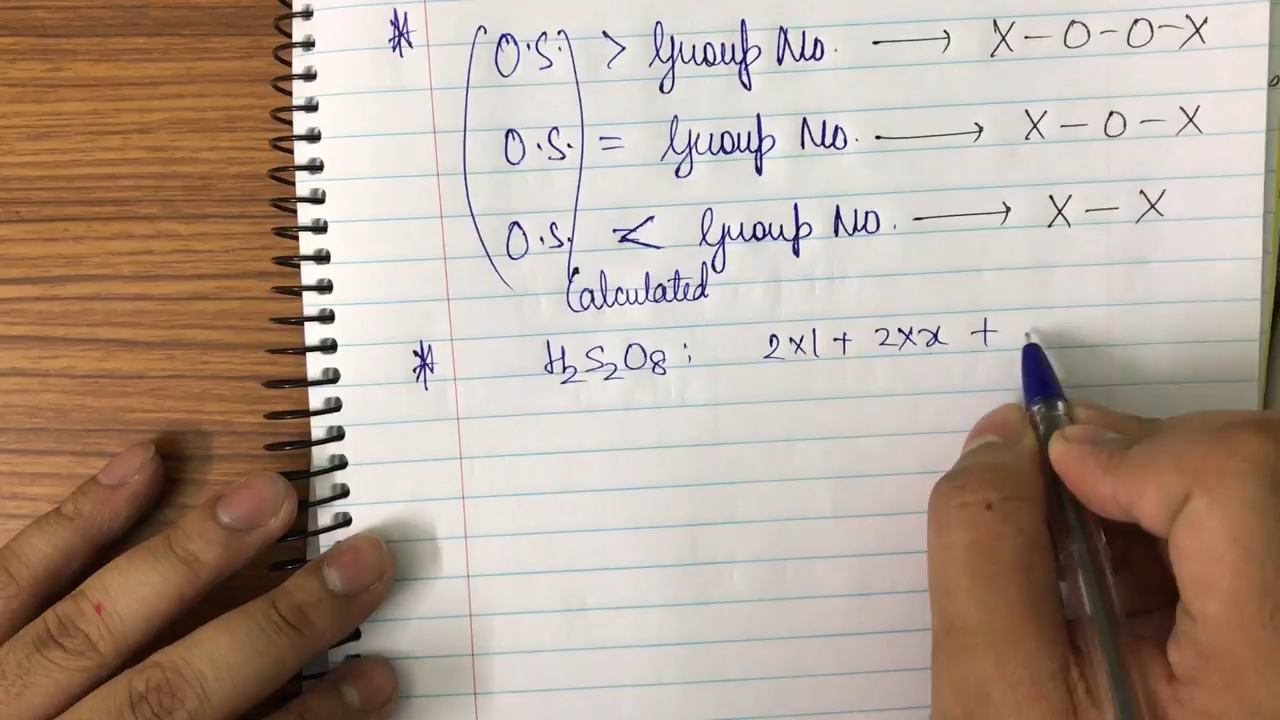 * (O.S.) > Group No. ⟶ X-O-O-X
O.S. = Group No. ⟶ X-O-X
O.S. < Group No. ⟶ X-X
Calculated
* H₂S₂O₈ : 2×1 + 2×x +